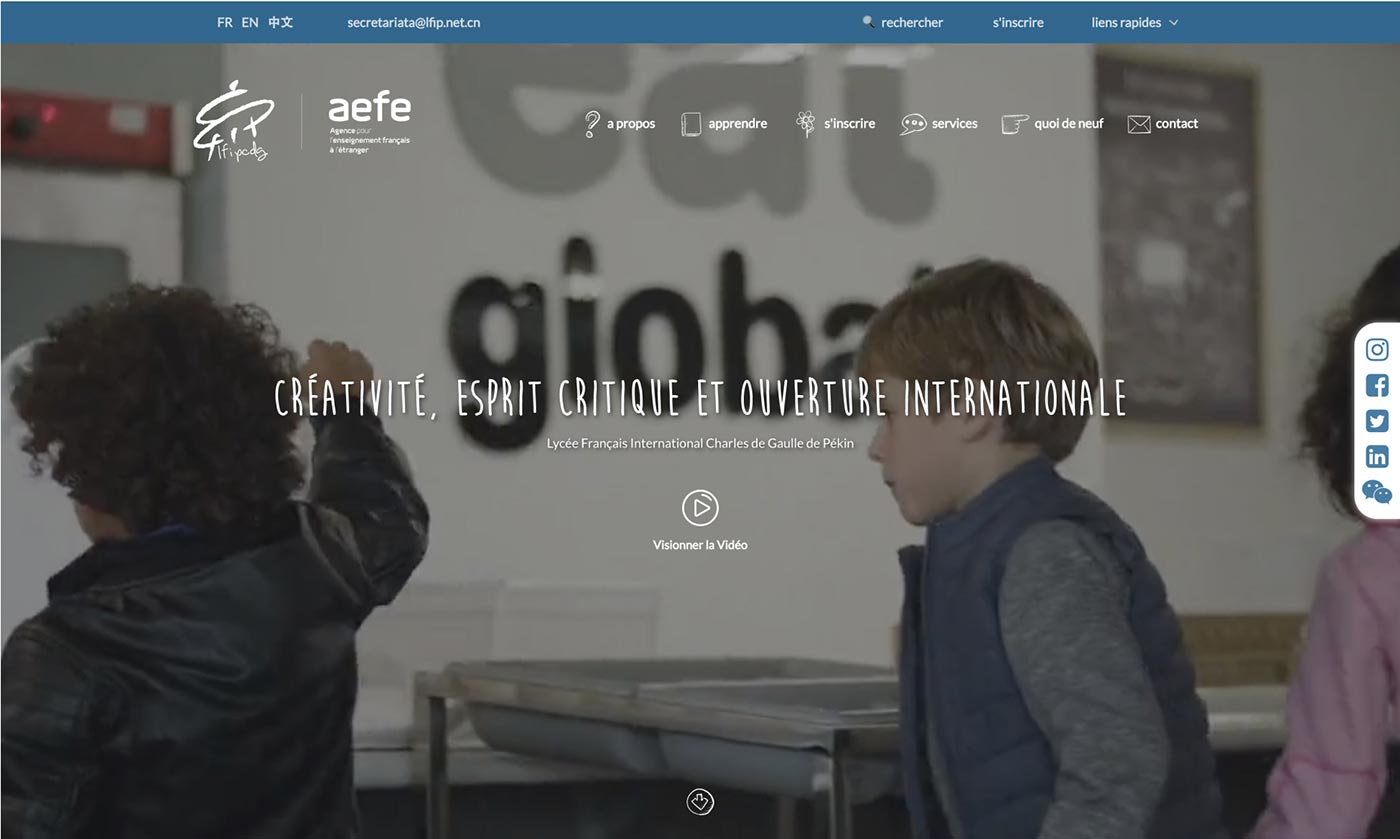 FR EN 中文 secretariata@lfip.net.cn rechercher s'inscrire liens rapides
lfipcdg
aefe
Agence pour
l'enseignement français
à l'étranger
a propos apprendre s'inscrire services quoi de neuf contact
eat
global
CRÉATIVITÉ, ESPRIT CRITIQUE ET OUVERTURE INTERNATIONALE
Lycée Français International Charles de Gaulle de Pékin
Visionner la Vidéo